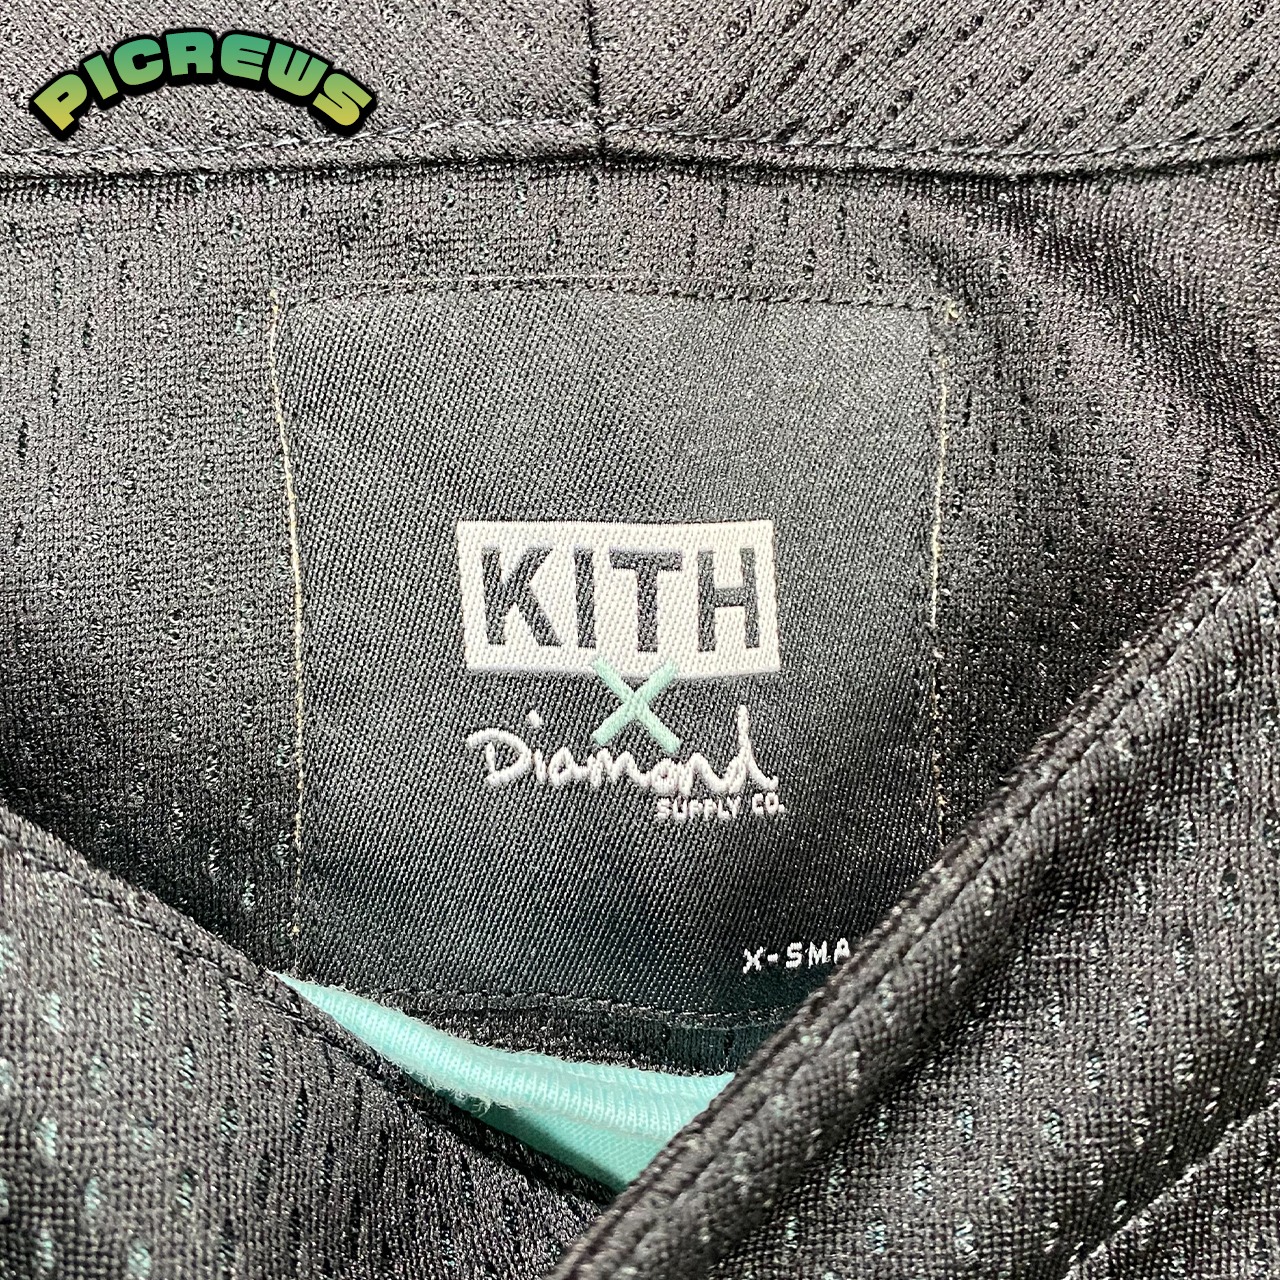 PICREWS
KITH
X
Diamond
SUPPLY CO.
X-SMA